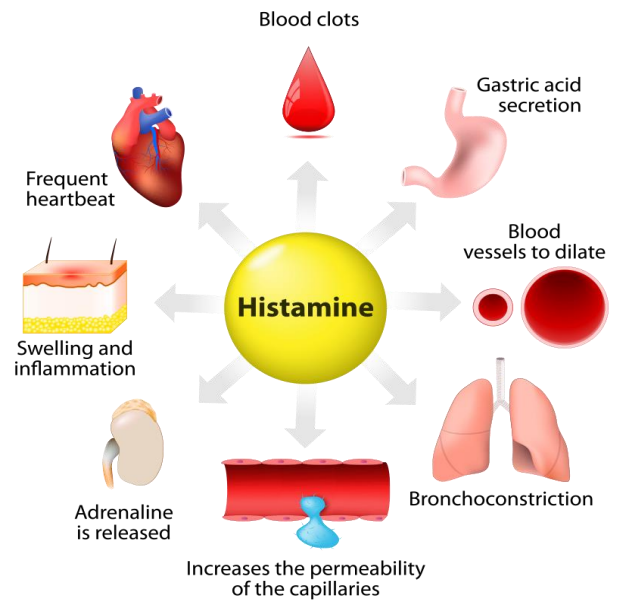 Blood clots
Gastric acid
secretion
Frequent
heartbeat
Blood
vessels to dilate
Histamine
Swelling and
inflammation
Bronchoconstriction
Adrenaline
is released
Increases the permeability
of the capillaries